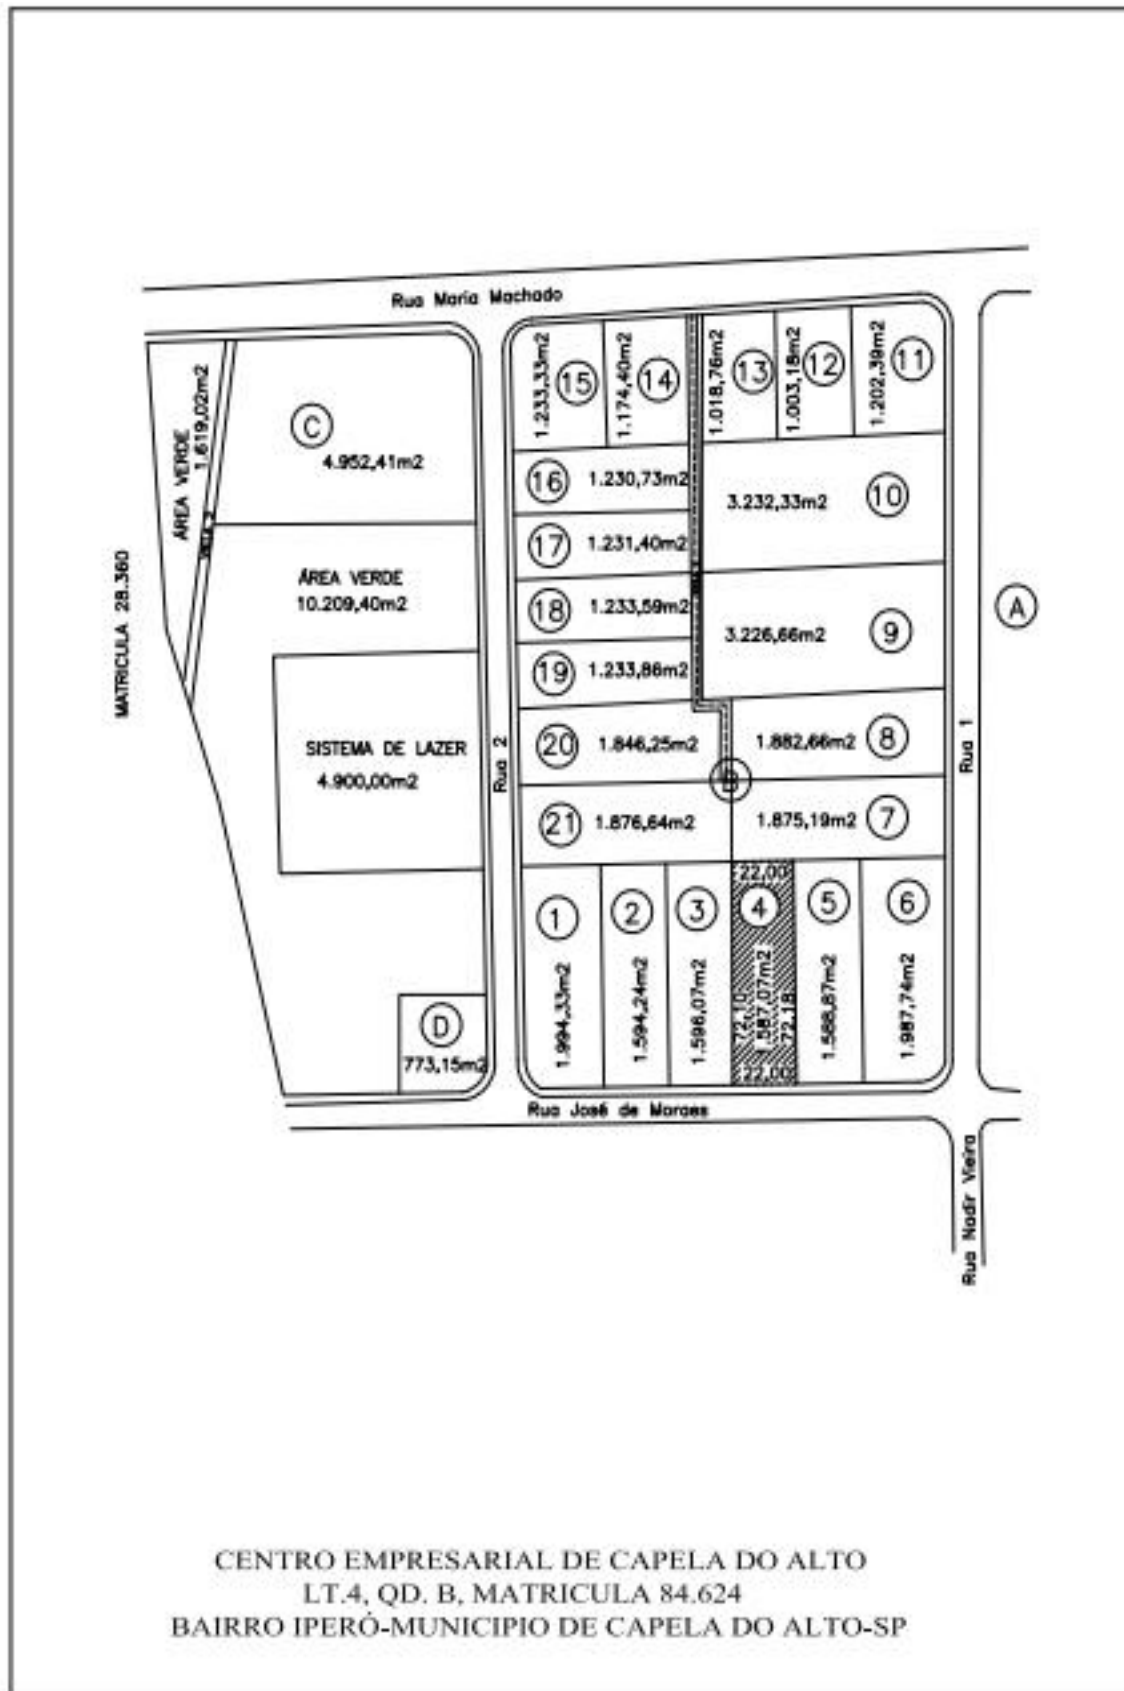 Rua Maria Machado
ÁREA VERDE
1.619,02m2
C
4.952,41m2
MATRICULA 28.360
ÁREA VERDE
10.209,40m2
SISTEMA DE LAZER
4.900,00m2
D
773,15m2
Rua 2
15
1.233,33m2
14
1.174,40m2
13
1.018,76m2
12
1.003,18m2
11
1.202,39m2
16
1.230,73m2
10
3.232,33m2
17
1.231,40m2
18
1.233,59m2
9
3.226,66m2
19
1.233,86m2
20
1.846,25m2
8
1.882,66m2
B
21
1.876,64m2
7
1.875,19m2
A
Rua 1
1
1.994,33m2
2
1.594,24m2
3
1.596,07m2
22,00
4
72,10
1.587,07m2
72,18
22,00
5
6
1.987,74m2
Rua José de Moraes
Rua Nadir Vieira
CENTRO EMPRESARIAL DE CAPELA DO ALTO
LT.4, QD. B, MATRICULA 84.624
BAIRRO IPERÓ-MUNICIPIO DE CAPELA DO ALTO-SP